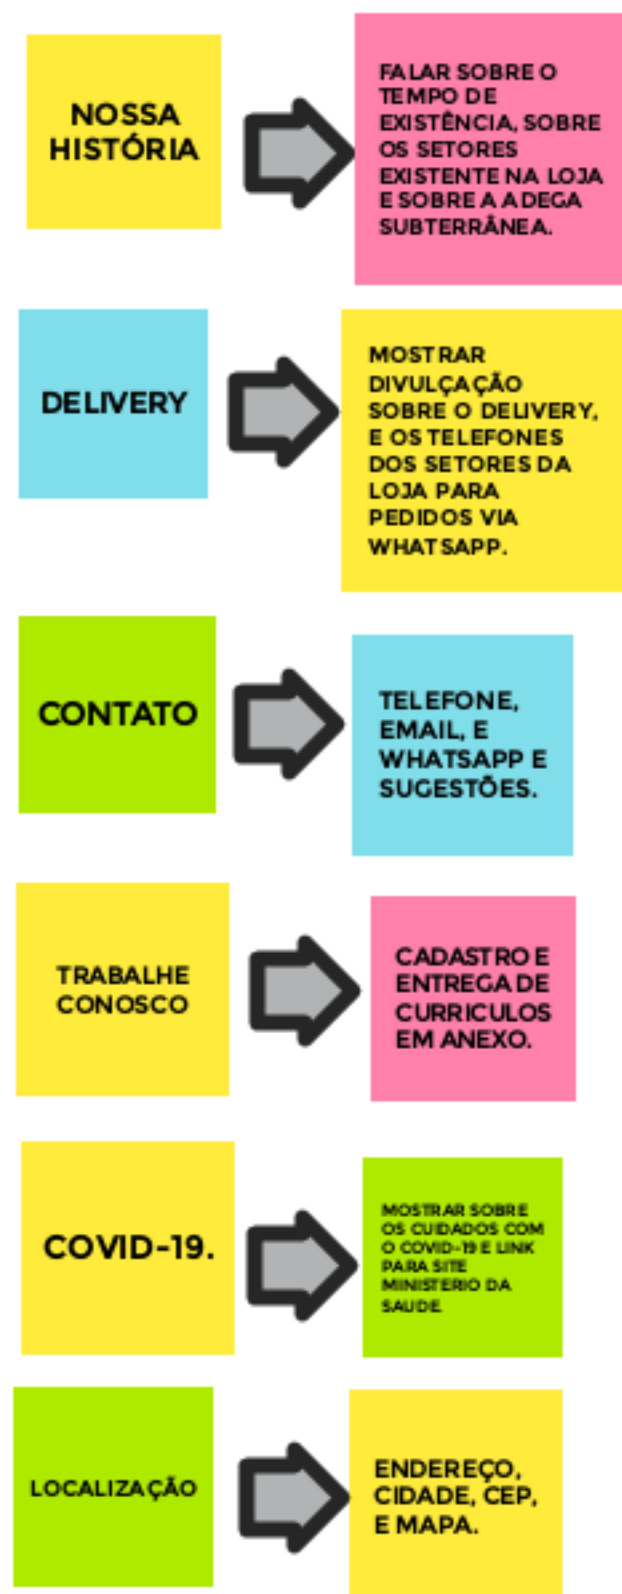 NOSSA
HISTÓRIA
FALAR SOBRE O
TEMPO DE
EXISTÊNCIA, SOBRE
OS SETORES
EXISTENTE NA LOJA
E SOBRE A ADEGA
SUBTERRÂNEA.
DELIVERY
MOSTRAR
DIVULÇAÇÃO
SOBRE O DELIVERY,
E OS TELEFONES
DOS SETORES DA
LOJA PARA
PEDIDOS VIA
WHATSAPP.
CONTATO
TELEFONE,
EMAIL, E
WHATSAPP E
SUGESTÕES.
TRABALHE
CONOSCO
CADASTRO E
ENTREGA DE
CURRICULOS
EM ANEXO.
COVID-19.
MOSTRAR SOBRE
OS CUIDADOS COM
O COVID-19 E LINK
PARA SITE
MINISTERIO DA
SAUDE.
LOCALIZAÇÃO
ENDEREÇO,
CIDADE, CEP,
E MAPA.